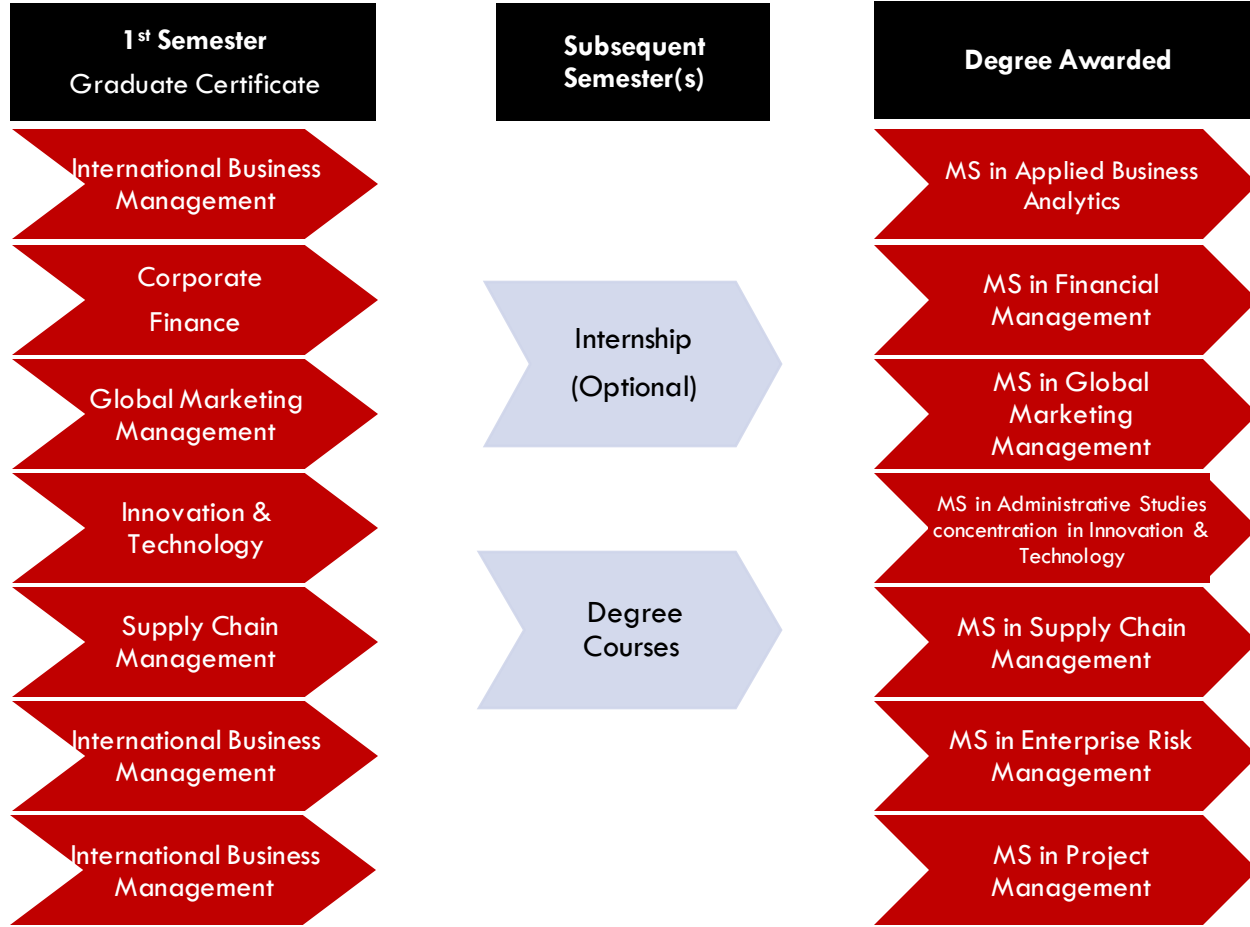 1st Semester
Graduate Certificate
Subsequent
Semester(s)
Degree Awarded
International Business
Management
MS in Applied Business
Analytics
Corporate
Finance
MS in Financial
Management
Internship
(Optional)
Global Marketing
Management
MS in Global
Marketing
Management
Innovation &
Technology
MS in Administrative Studies
concentration in Innovation &
Technology
Degree
Courses
Supply Chain
Management
MS in Supply Chain
Management
International Business
Management
MS in Enterprise Risk
Management
International Business
Management
MS in Project
Management